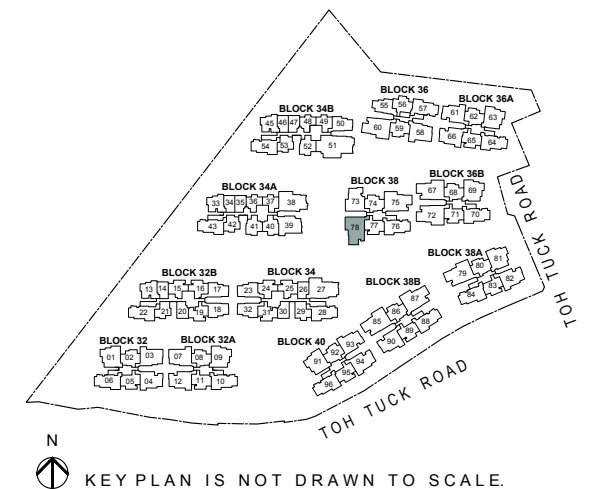 BLOCK 36
55 56 57
60 59 58
BLOCK 36A
61 62 63
66 65 64
BLOCK 34B
45 46 47 48 49 50
54 53 52 51
BLOCK 36B
67 68 69
72 71 70
BLOCK 38
73 74 75
78 77 76
BLOCK 34A
33 34 35 36 37 38
43 42 41 40 39
TOH TUCK ROAD
BLOCK 38A
79 80 81
84 83 82
BLOCK 32B
13 14 15 16 17
22 21 20 19 18
BLOCK 34
23 24 25 26 27
32 31 30 29 28
BLOCK 38B
85 86 87
90 89 88
BLOCK 32
01 02 03
06 05 04
BLOCK 32A
07 08 09
12 11 10
BLOCK 40
91 92 93
96 95 94
TOH TUCK ROAD
N
KEY PLAN IS NOT DRAWN TO SCALE.